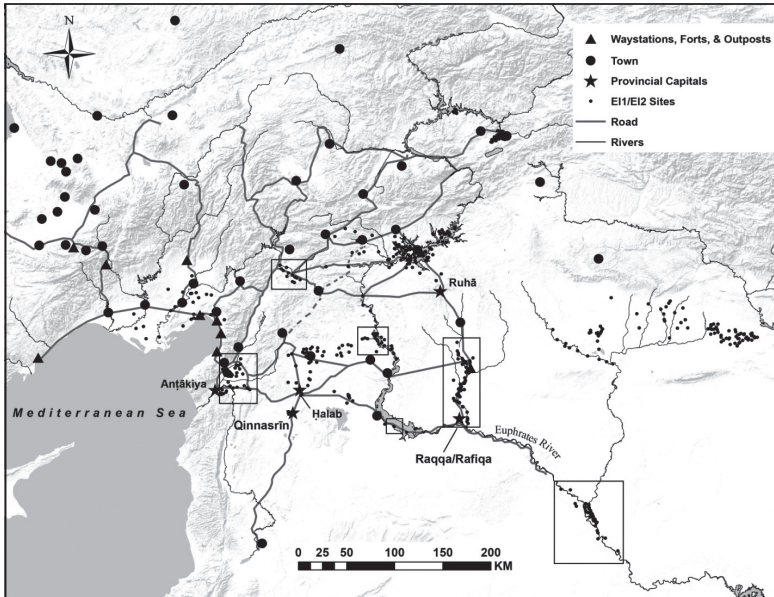 N
Waystations, Forts, & Outposts
Town
Provincial Capitals
EI1/EI2 Sites
Road
Rivers
Ruhā
Anṭākiya
Mediterranean Sea
Ḥalab
Qinnasrīn
Raqqa/Rafiqa
Euphrates River
0 25 50 100 150 200
KM